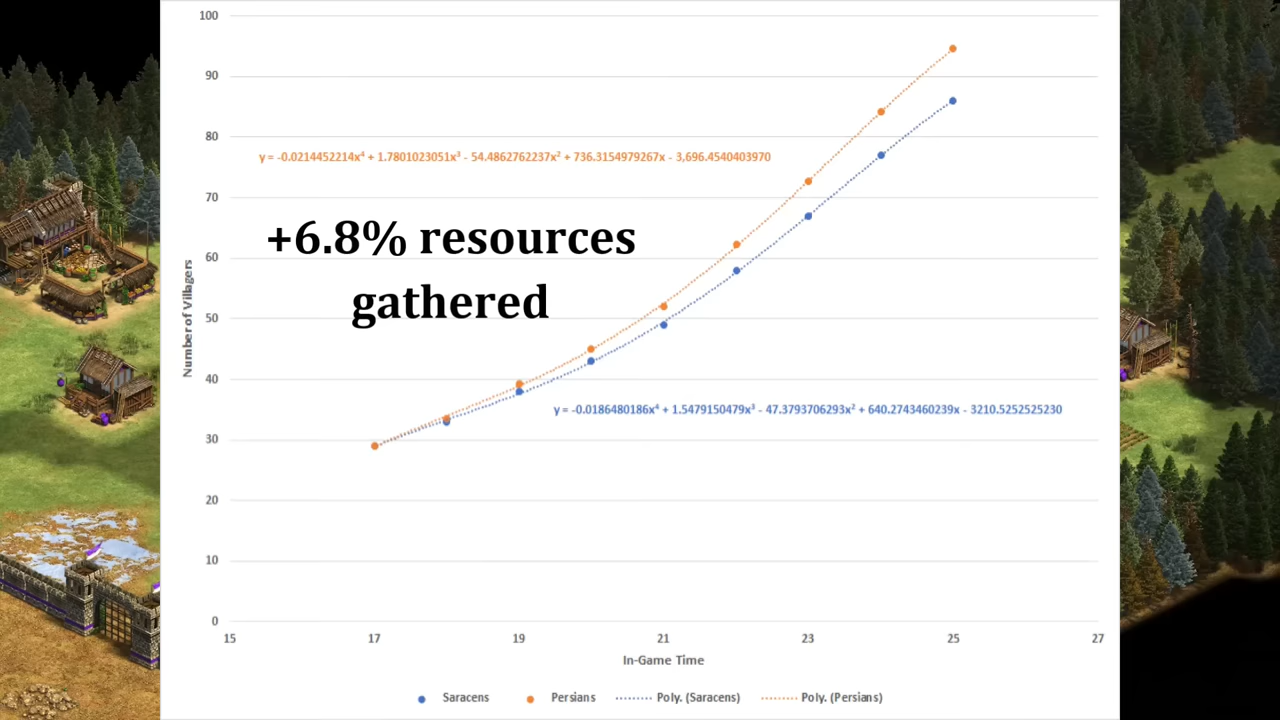 100
90
80
y = -0.0214452214x⁴ + 1.7801023051x³ - 54.4862762237x² + 736.3154979267x - 3,696.4540403970
70
+6.8% resources
gathered
60
Number of Villagers
50
40
y = -0.0186480186x⁴ + 1.5479150479x³ - 47.3793706293x² + 640.2743460239x - 3210.5252525230
30
20
10
0
15 17 19 21 23 25 27
In-Game Time
Saracens Persians Poly. (Saracens) Poly. (Persians)